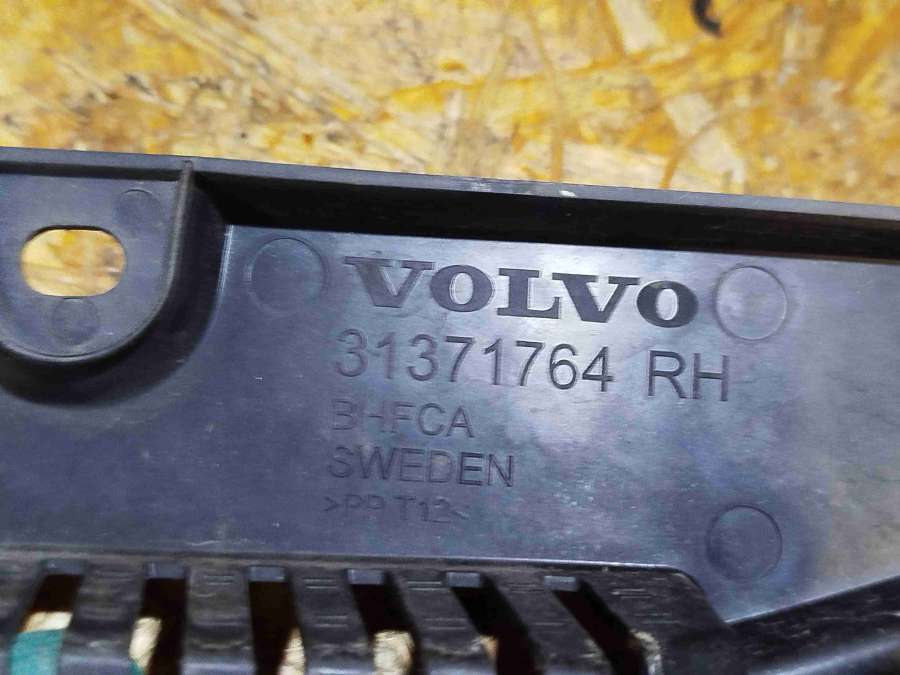 VOLVO
31371764 RH
BHFCA
SWEDEN
>PP T12<